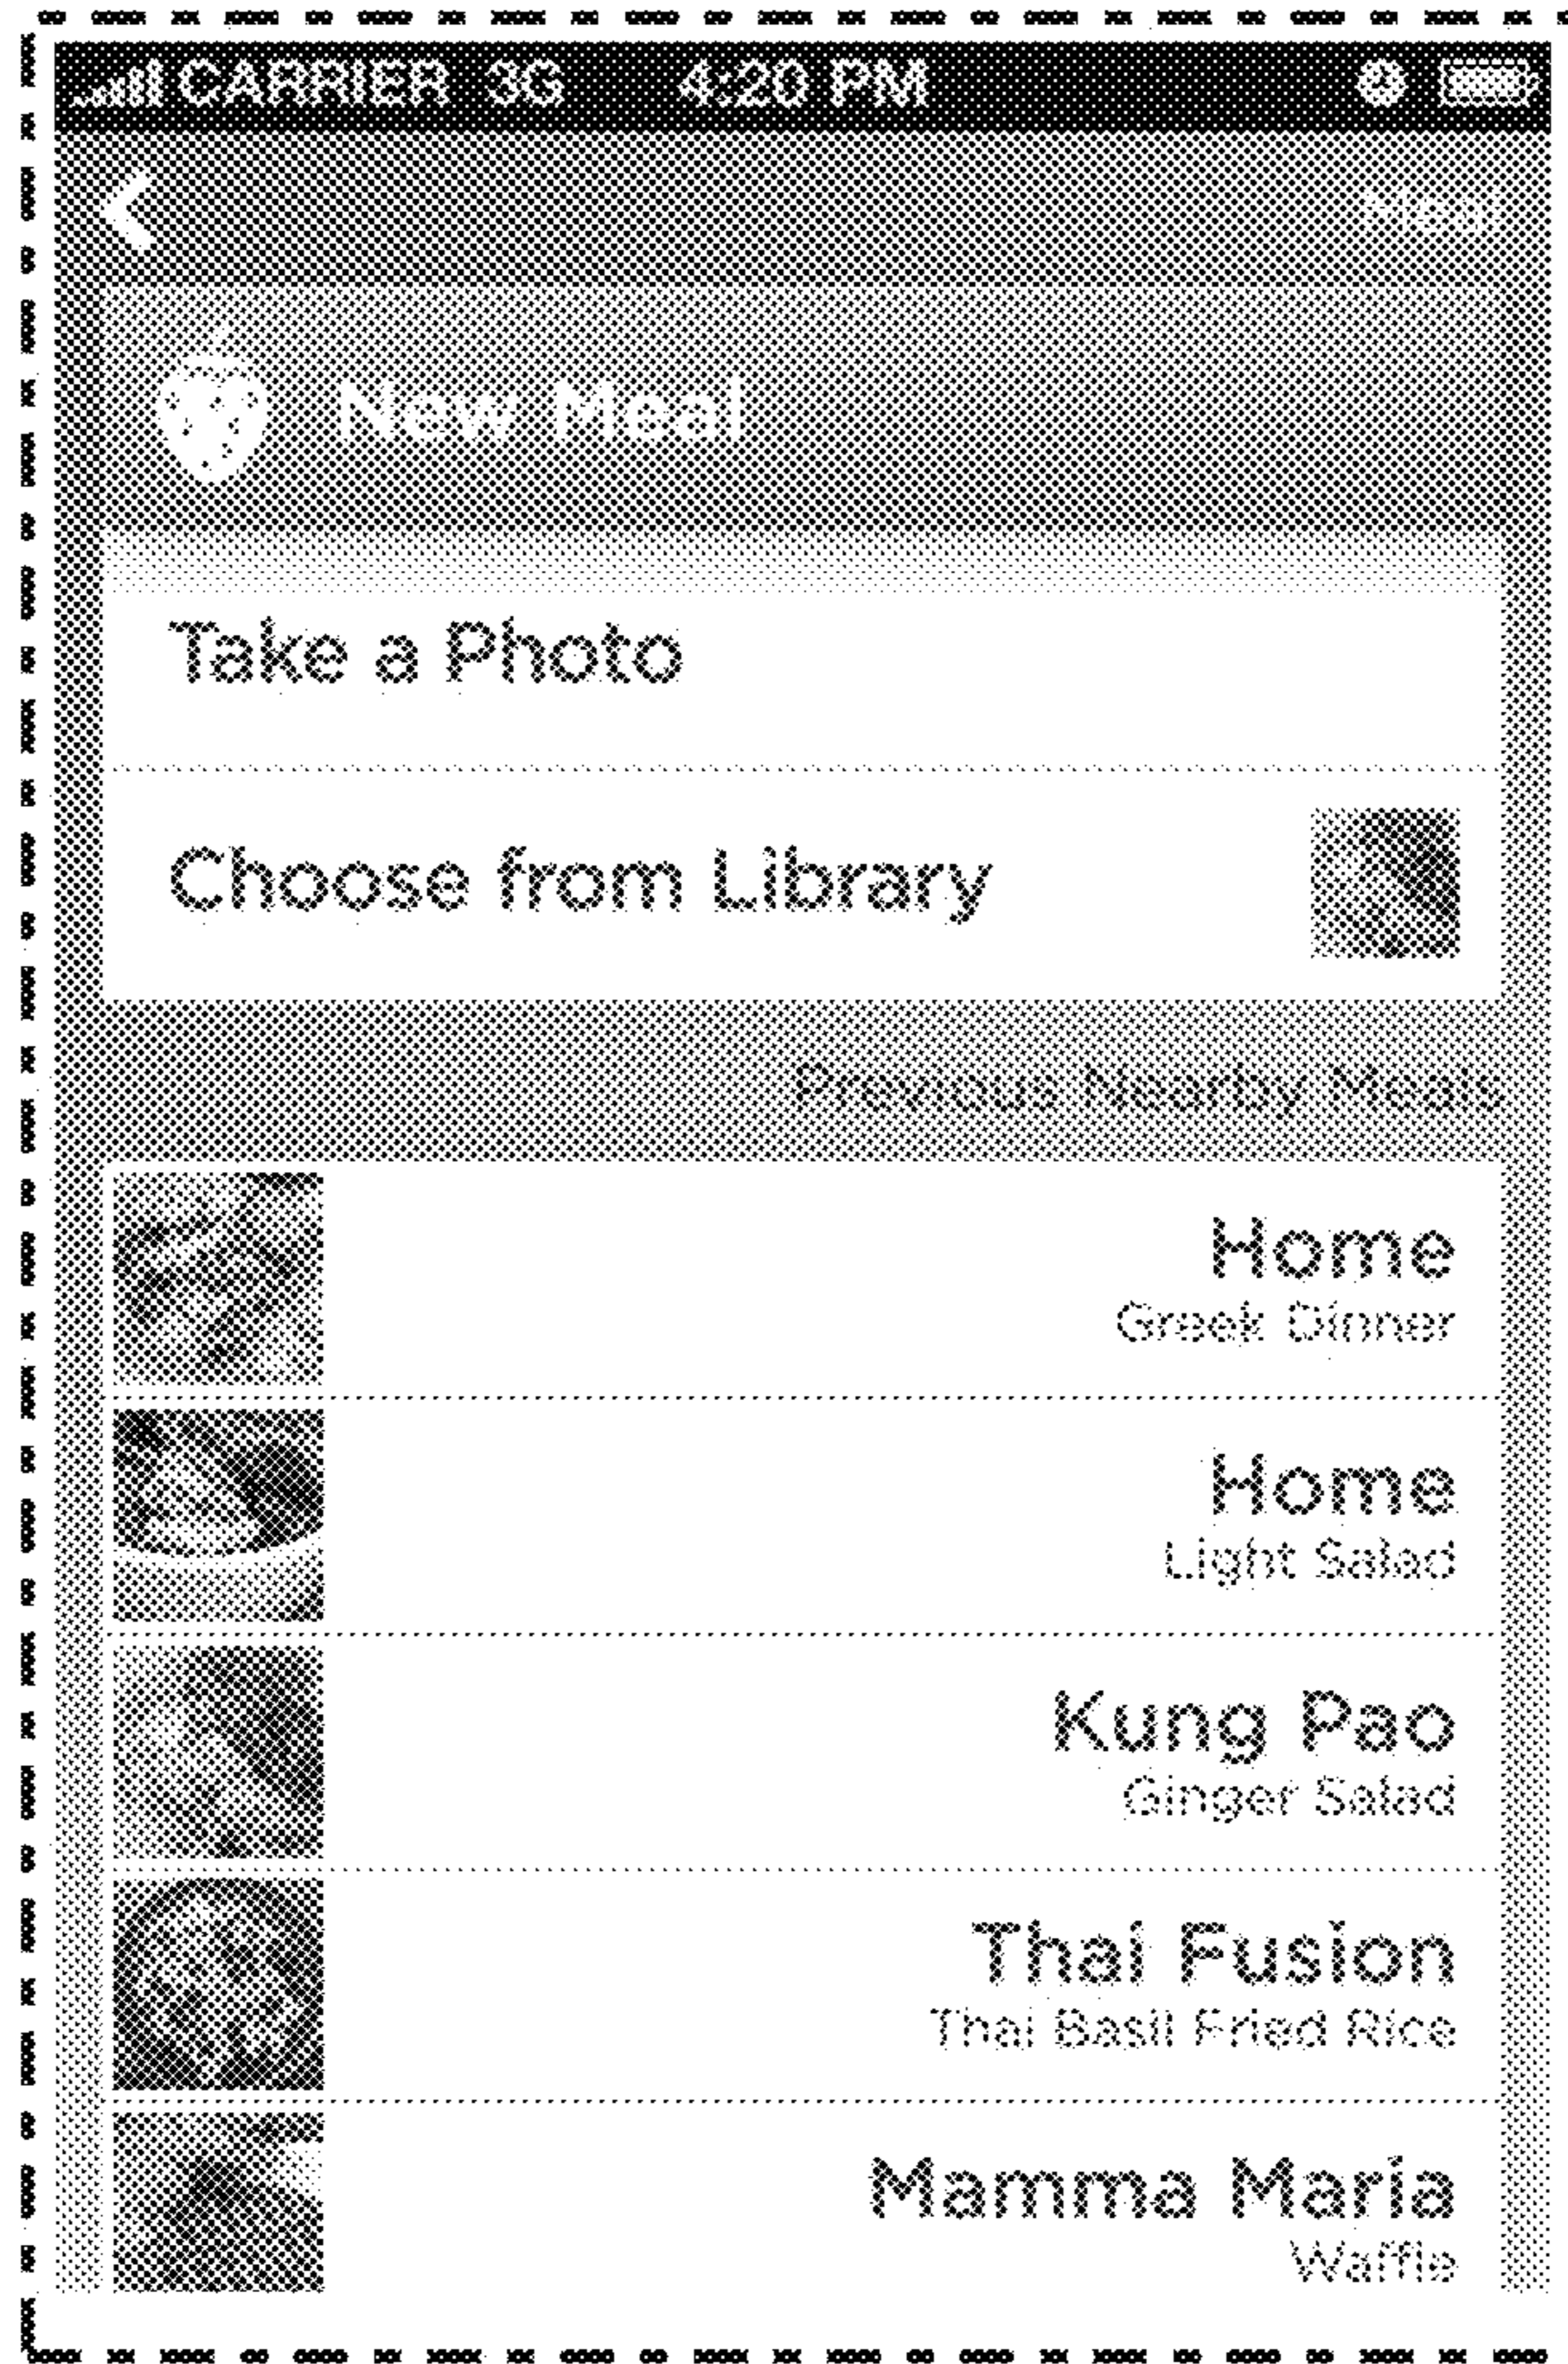 CARRIER 3G 4:20 PM
Meal
New Meal
Take a Photo
Choose from Library
Previous Nearby Meals
Home
Greek Dinner
Home
Light Salad
Kung Pao
Ginger Salad
Thai Fusion
Thai Basil Fried Rice
Mamma Maria
Waffle